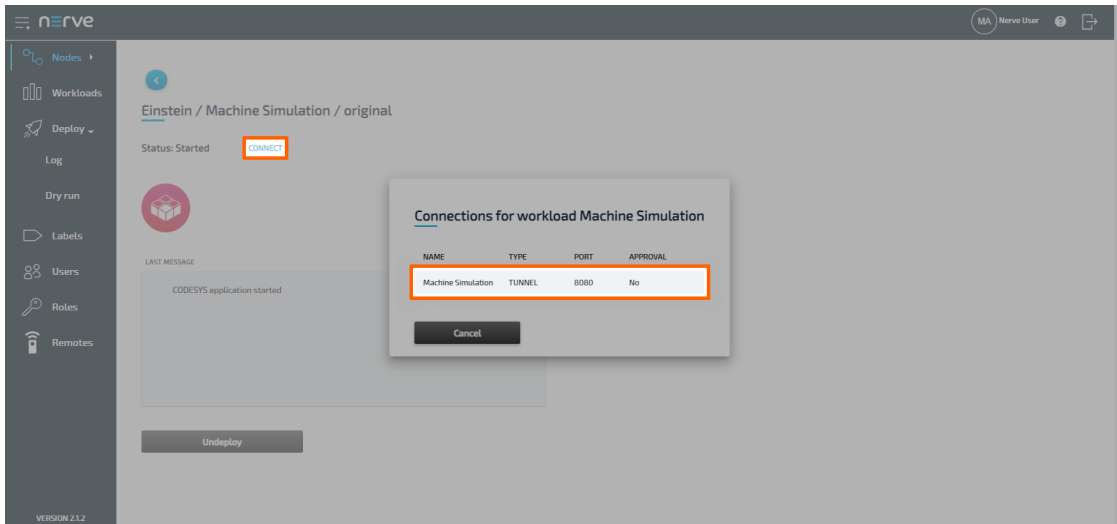 nerve
MA Nerve User ?
Nodes
Workloads
Deploy
Log
Dry run
Labels
Users
Roles
Remotes
VERSION 2.1.2
Einstein / Machine Simulation / original
Status: Started CONNECT
LAST MESSAGE
CODESYS application started
Undeploy
Connections for workload Machine Simulation
NAME TYPE PORT APPROVAL
Machine Simulation TUNNEL 8080 No
Cancel